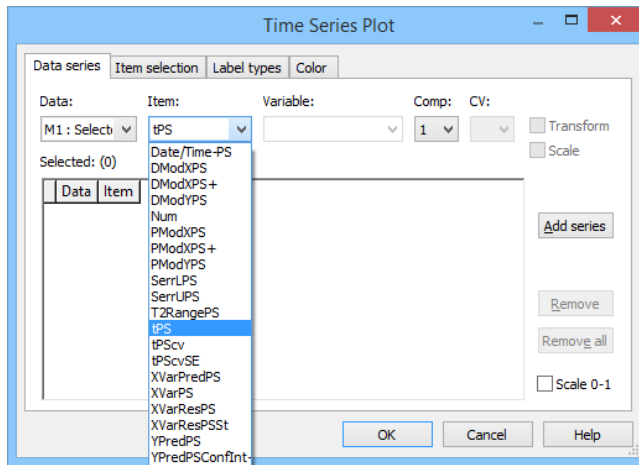 Time Series Plot
Data series Item selection Label types Color
Data: Item: Variable: Comp: CV:
M1 : Selecti tPS 1 Transform
Scale
Selected: (0)
Data Item
Date/Time-PS
DModXPS
DModXPS+
DModYPS
Num
PModXPS
PModXPS+
PModYPS
SerrLPS
SerrUPS
T2RangePS
tPS
tPScv
tPScvSE
XVarPredPS
XVarPS
XVarResPS
XVarResPSSt
YPredPS
YPredPSConfInt-
Add series
Remove
Remove all
Scale 0-1
OK Cancel Help